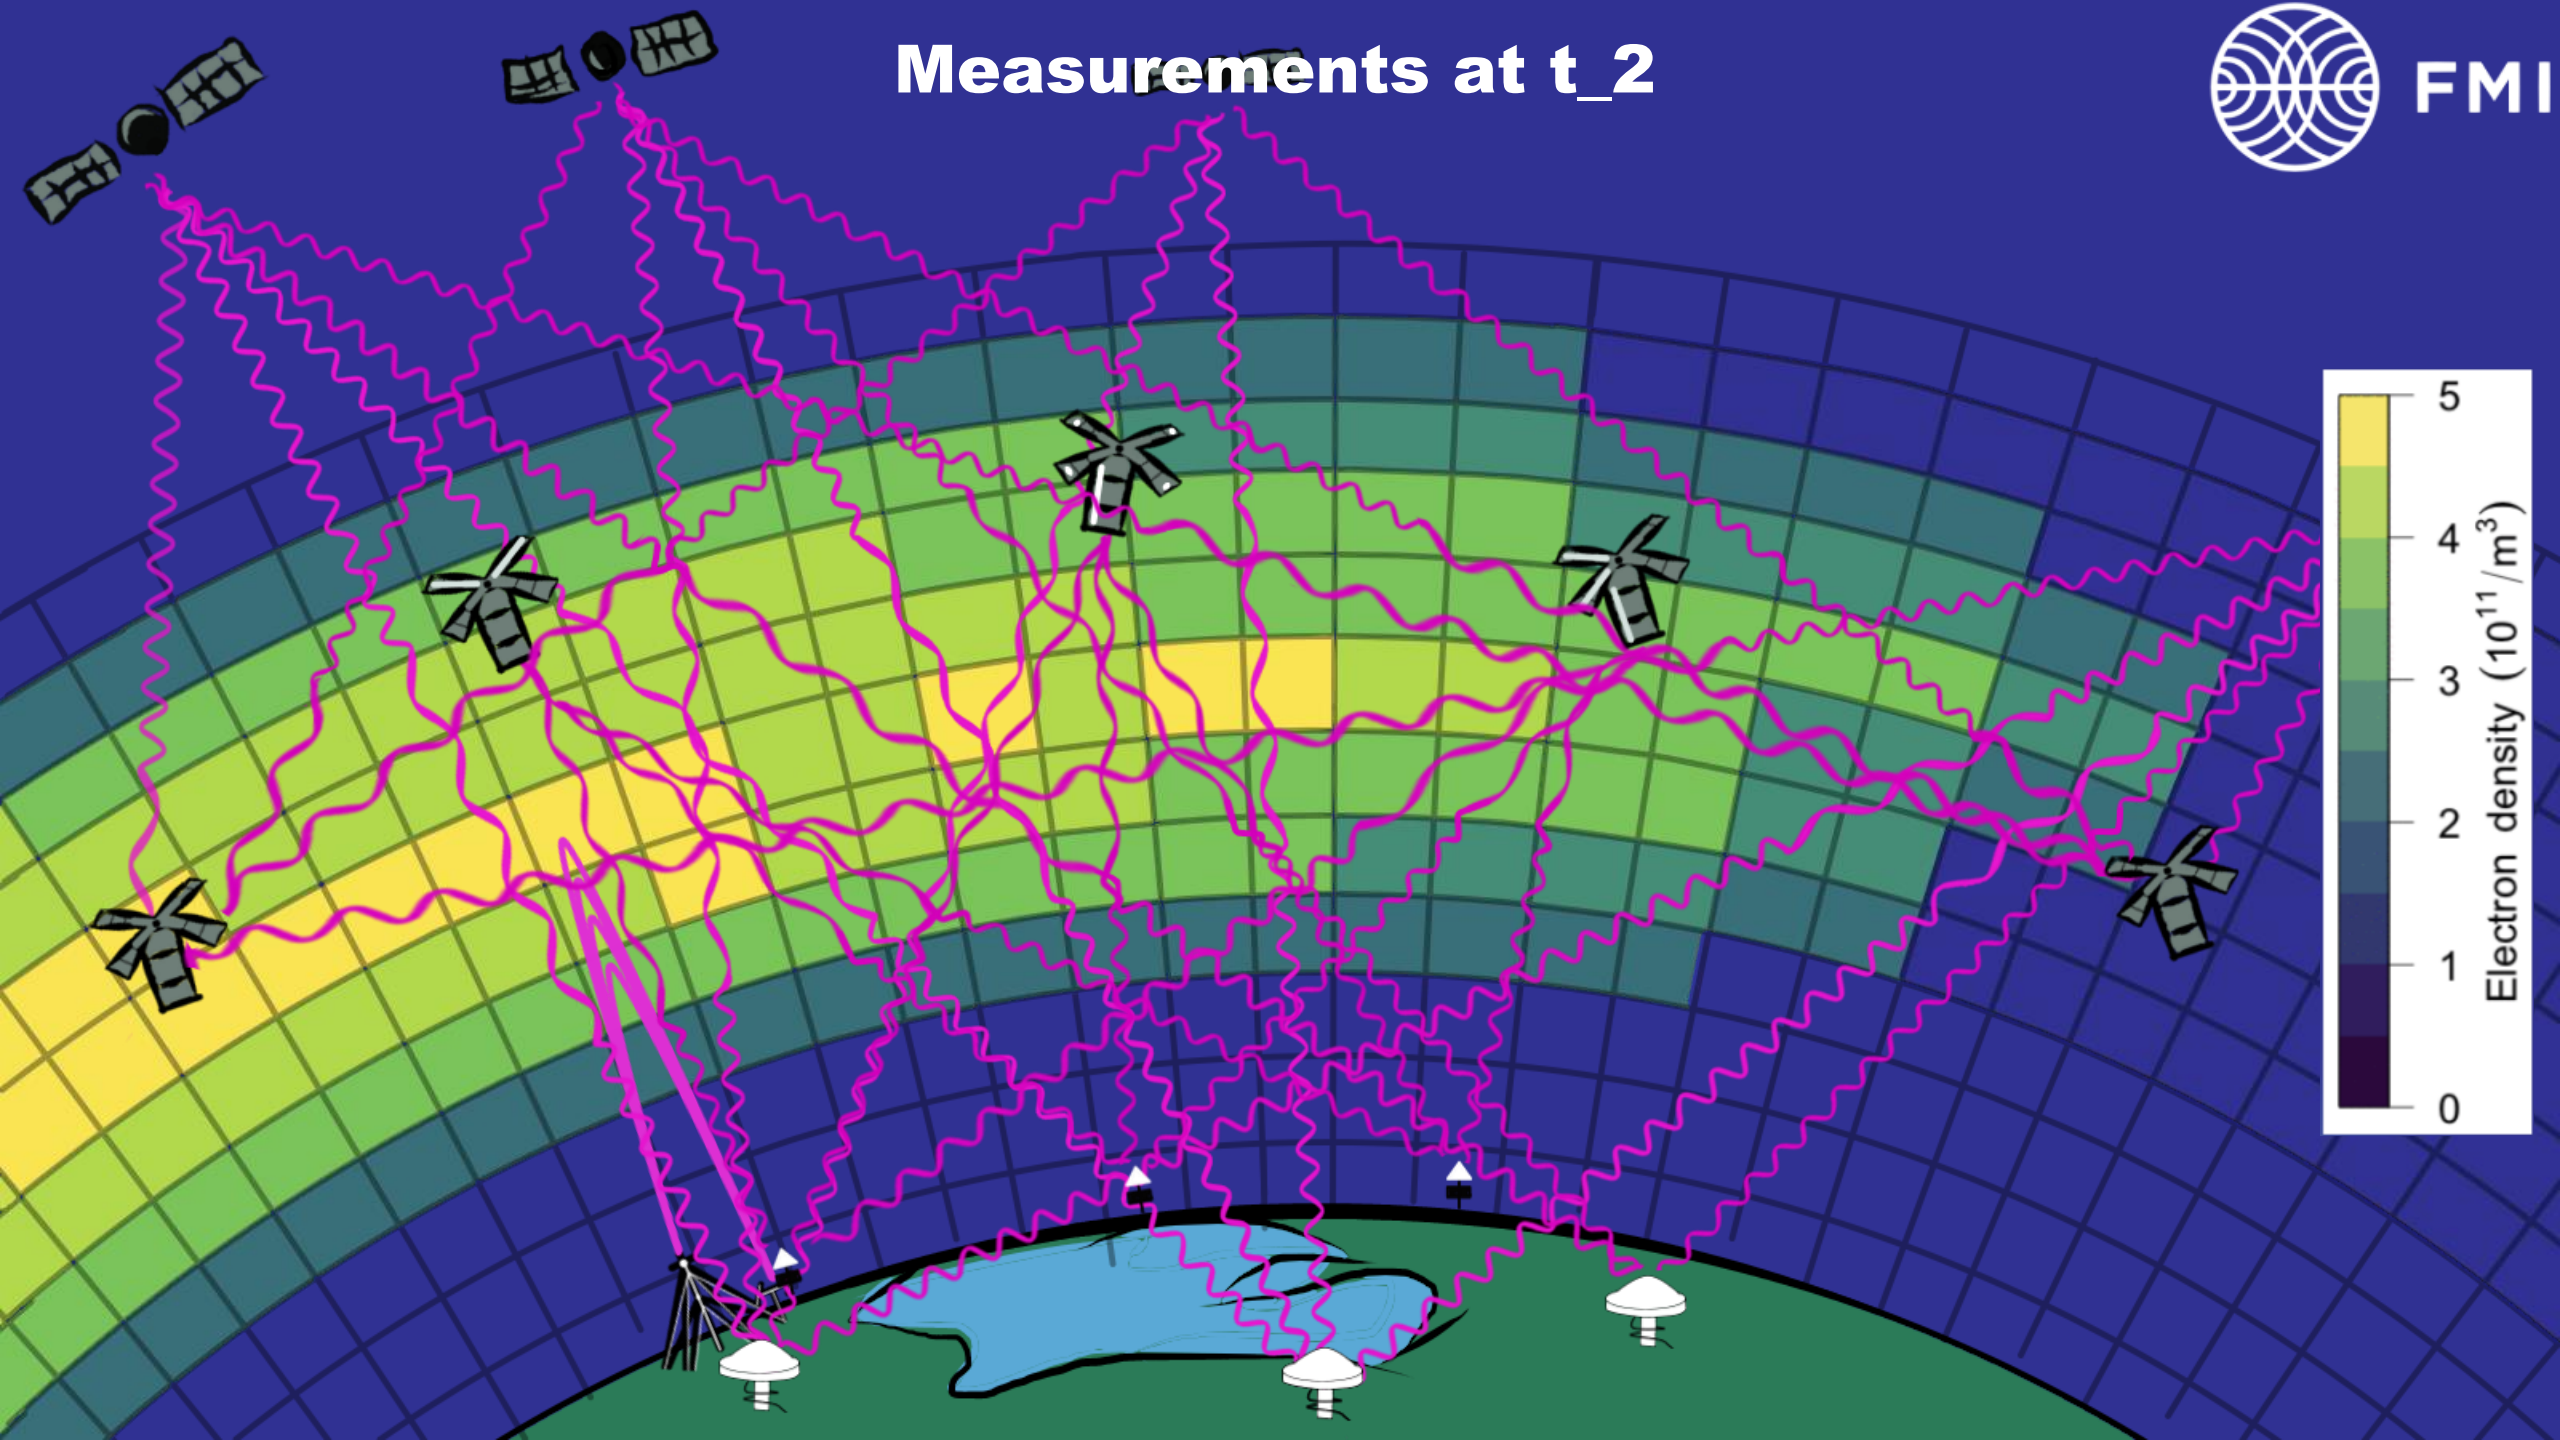 Measurements at t_2
FMI
5
4
3
2
1
0
Electron density (10¹¹/m³)